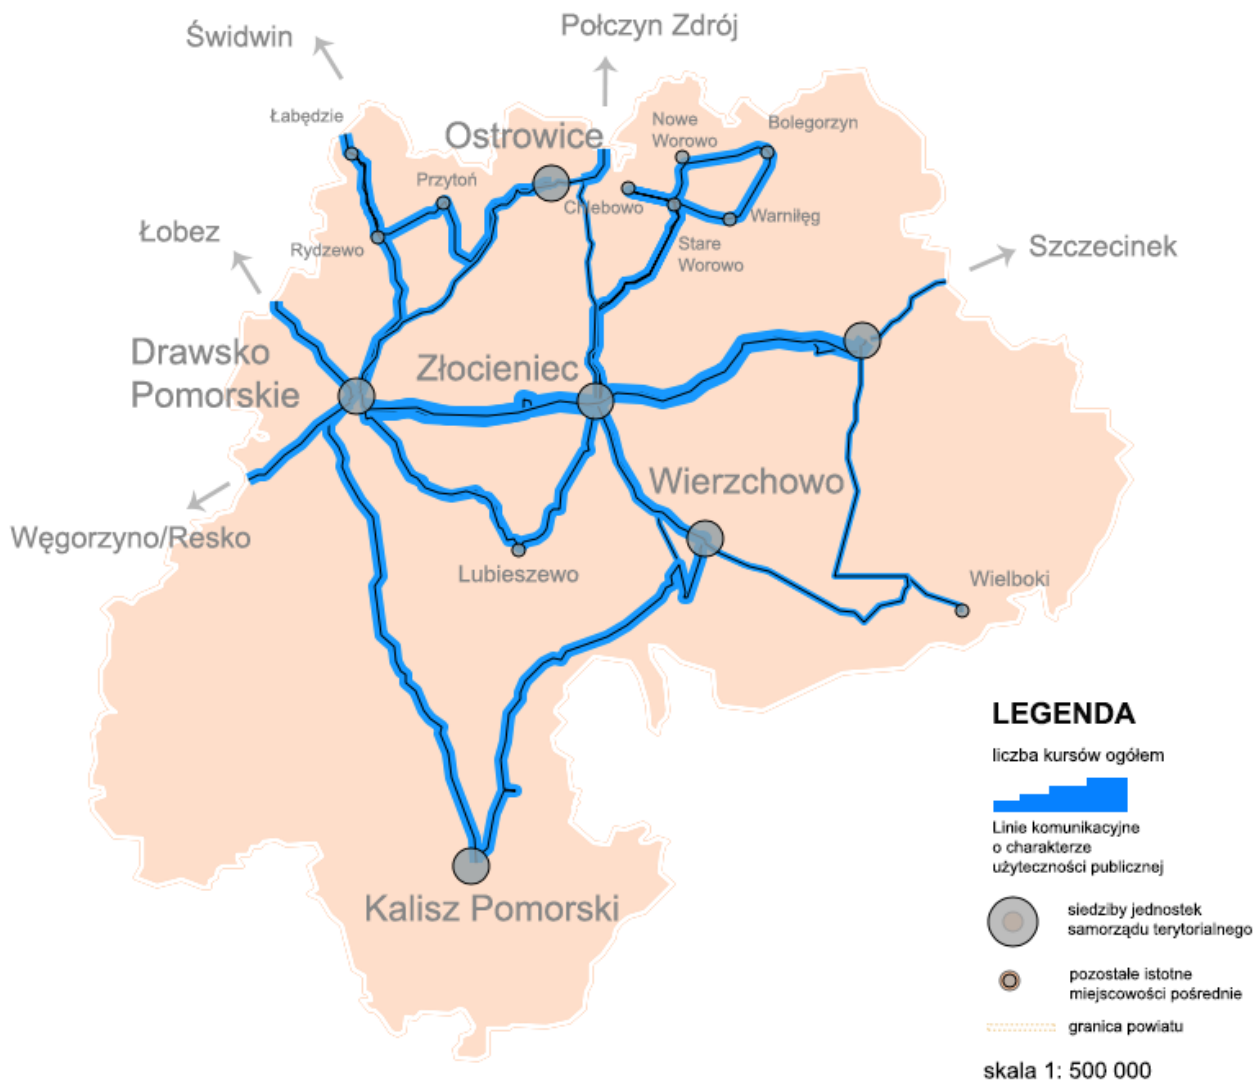 Świdwin
Połczyn Zdrój
Łabędzie
Ostrowice
Nowe
Worowo
Bolegorzyn
Przytoń
Chlebowo
Warniłęg
Łobez
Rydzewo
Stare
Worowo
Szczecinek
Drawsko
Pomorskie
Złocieniec
Wierzchowo
Węgorzyno/Resko
Lubieszewo
Wielboki
Kalisz Pomorski
LEGENDA
liczba kursów ogółem
Linie komunikacyjne
o charakterze
użyteczności publicznej
siedziby jednostek
samorządu terytorialnego
pozostałe istotne
miejscowości pośrednie
granica powiatu
skala 1: 500 000